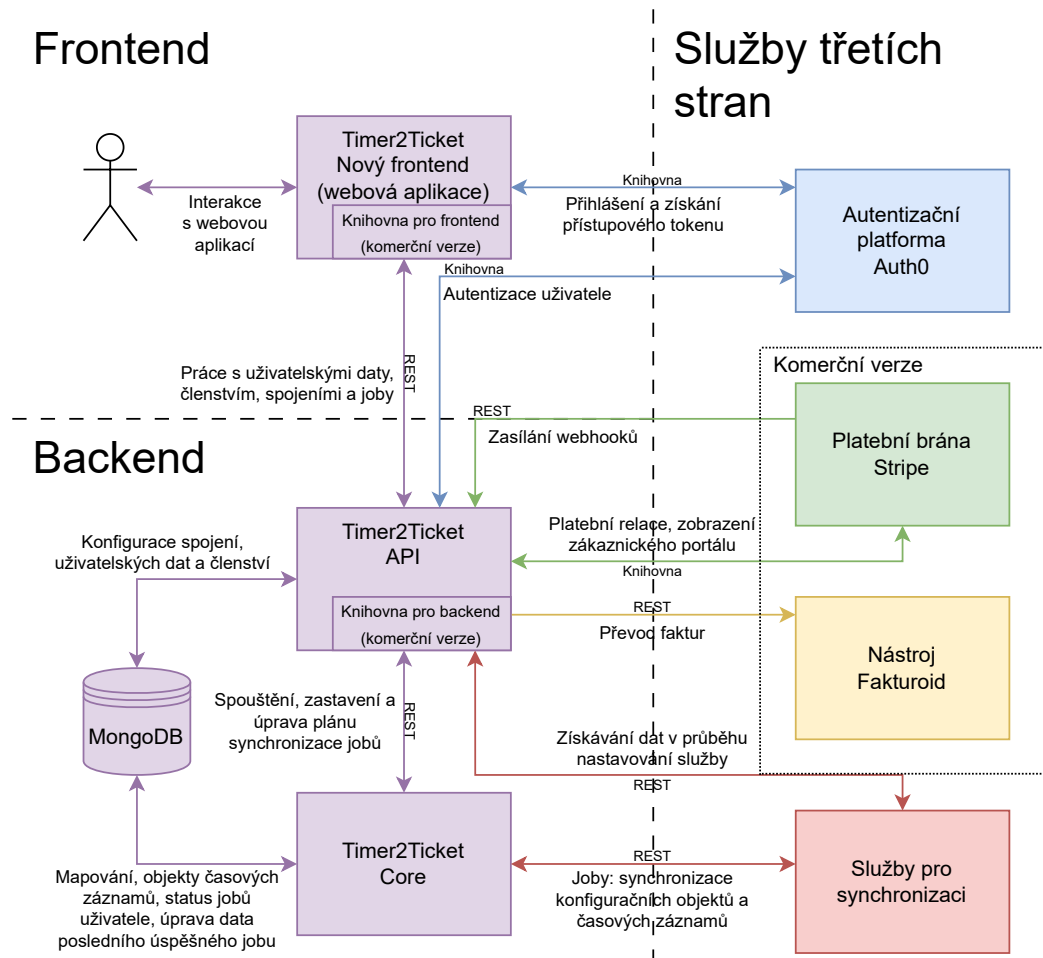 Frontend
Služby třetích
stran
Timer2Ticket
Nový frontend
(webová aplikace)
Knihovna pro frontend
(komerční verze)
Interakce
s webovou
aplikací
Knihovna
Přihlášení a získání
přístupového tokenu
Autentizační
platforma
Auth0
Knihovna
Autentizace uživatele
Práce s uživatelskými daty,
členstvím, spojeními a joby
REST
Komerční verze
REST
Zasílání webhooků
Platební brána
Stripe
Backend
Timer2Ticket
API
Knihovna pro backend
(komerční verze)
Konfigurace spojení,
uživatelských dat a členství
Platební relace, zobrazení
zákaznického portálu
Knihovna
REST
Převod faktur
Nástroj
Fakturoid
MongoDB
Spouštění, zastavení a
úprava plánu
synchronizace jobů
REST
Získávání dat v průběhu
nastavování služby
REST
Timer2Ticket
Core
REST
Joby: synchronizace
konfiguračních objektů a
časových záznamů
Služby pro
synchronizaci
Mapování, objekty časových
záznamů, status jobů
uživatele, úprava data
posledního úspěšného jobu